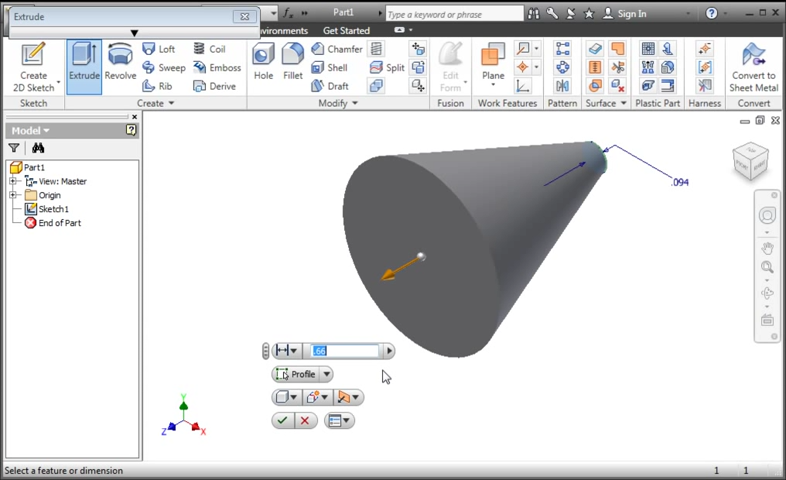 Extrude
Part1
Type a keyword or phrase
Sign In
Get Started
Create
2D Sketch
Extrude
Revolve
Loft
Coil
Sweep
Emboss
Rib
Derive
Hole
Fillet
Chamfer
Shell
Split
Draft
Edit
Form
Plane
Convert to
Sheet Metal
Sketch
Create
Modify
Fusion
Work Features
Pattern
Surface
Plastic Part
Harness
Convert
Model
Part1
View: Master
Origin
Sketch1
End of Part
.094
.66
Profile
Y
Z
X
Select a feature or dimension
1
1